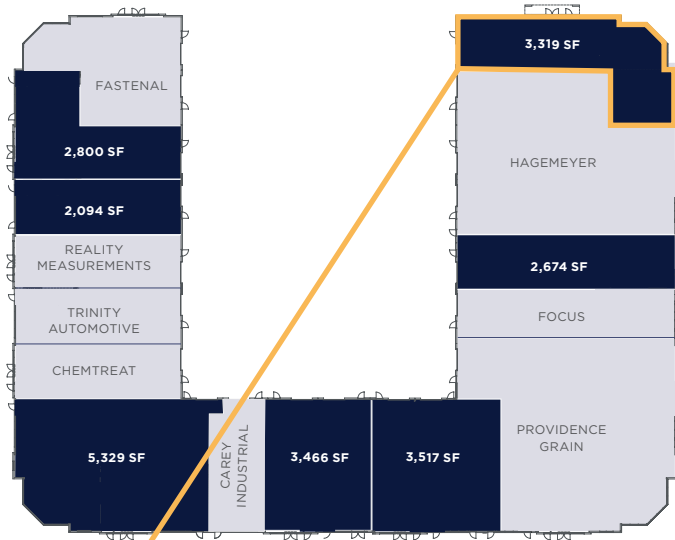 3,319 SF
FASTENAL
2,800 SF
HAGEMEYER
2,094 SF
REALITY
MEASUREMENTS
2,674 SF
TRINITY
AUTOMOTIVE
FOCUS
CHEMTREAT
5,329 SF
CAREY
INDUSTRIAL
3,466 SF
3,517 SF
PROVIDENCE
GRAIN